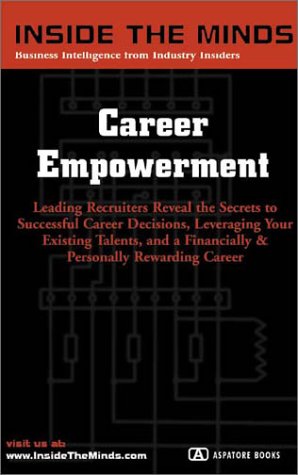 INSIDE THE MINDS
Business Intelligence from Industry Insiders
Career
Empowerment
Leading Recruiters Reveal the Secrets to
Successful Career Decisions, Leveraging Your
Existing Talents, and a Financially &
Personally Rewarding Career
visit us at:
www.InsideTheMinds.com
A ASPATORE BOOKS